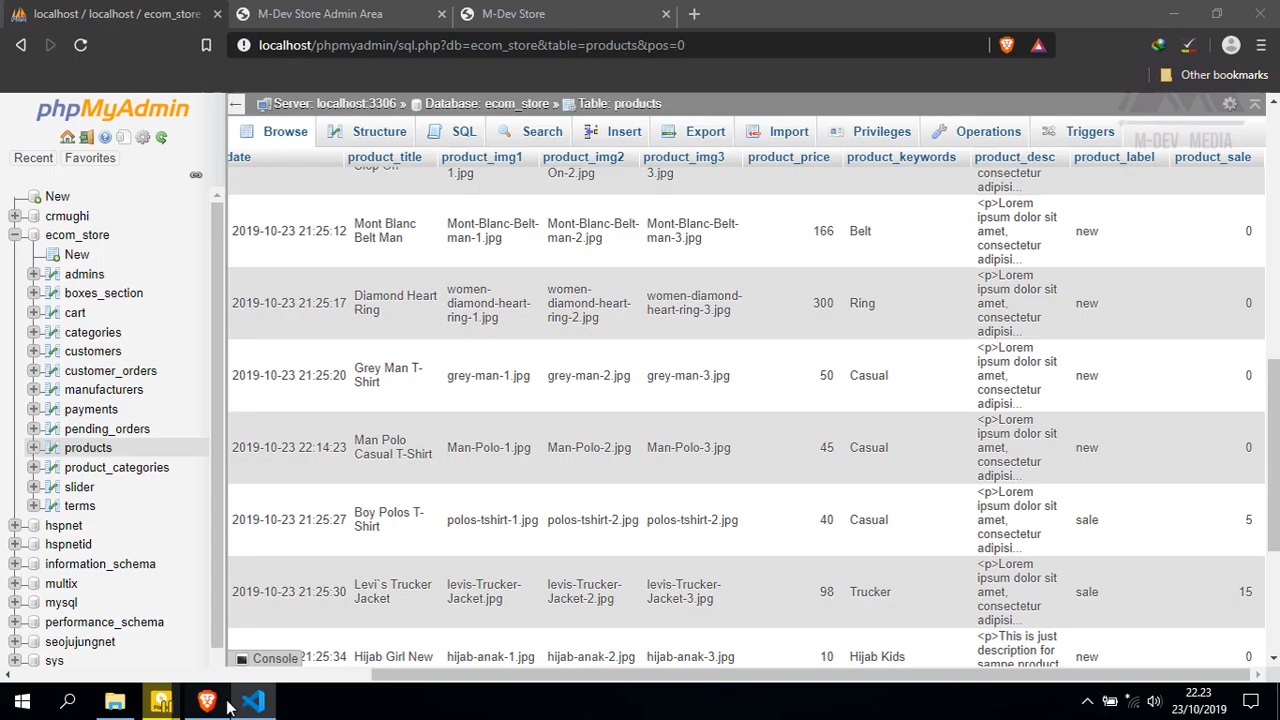 localhost / localhost / ecom_store
M-Dev Store Admin Area
M-Dev Store
localhost/phpmyadmin/sql.php?db=ecom_store&table=products&pos=0
Other bookmarks
phpMyAdmin
Recent
Favorites
New
crmughi
ecom_store
New
admins
boxes_section
cart
categories
customers
customer_orders
manufacturers
payments
pending_orders
products
product_categories
slider
terms
hspnet
hspnetid
information_schema
multix
mysql
performance_schema
seojujungnet
sys
Server: localhost:3306 » Database: ecom_store » Table: products
Browse Structure SQL Search Insert Export Import Privileges Operations Triggers
M-DEV MEDIA
date product_title product_img1 product_img2 product_img3 product_price product_keywords product_desc product_label product_sale
1.jpg On-2.jpg 3.jpg
consectetur
adipisi...
2019-10-23 21:25:12 Mont Blanc
Belt Man
Mont-Blanc-Belt-
man-1.jpg
Mont-Blanc-Belt-
man-2.jpg
Mont-Blanc-Belt-
man-3.jpg
166 Belt
<p>Lorem
ipsum dolor sit
amet,
consectetur
adipisi...
new 0
2019-10-23 21:25:17 Diamond Heart
Ring
women-
diamond-heart-
ring-1.jpg
women-
diamond-heart-
ring-2.jpg
women-diamond-
heart-ring-3.jpg
300 Ring
<p>Lorem
ipsum dolor sit
amet,
consectetur
adipisi...
new 0
2019-10-23 21:25:20 Grey Man T-
Shirt
grey-man-1.jpg grey-man-2.jpg grey-man-3.jpg
50 Casual
<p>Lorem
ipsum dolor sit
amet,
consectetur
adipisi...
new 0
2019-10-23 22:14:23 Man Polo
Casual T-Shirt
Man-Polo-1.jpg Man-Polo-2.jpg Man-Polo-3.jpg
45 Casual
<p>Lorem
ipsum dolor sit
amet,
consectetur
adipisi...
new 0
2019-10-23 21:25:27 Boy Polos T-
Shirt
polos-tshirt-1.jpg polos-tshirt-2.jpg polos-tshirt-2.jpg
40 Casual
<p>Lorem
ipsum dolor sit
amet,
consectetur
adipisi...
sale 5
2019-10-23 21:25:30 Levi`s Trucker
Jacket
levis-Trucker-
Jacket.jpg
levis-Trucker-
Jacket-2.jpg
levis-Trucker-
Jacket-3.jpg
98 Trucker
<p>Lorem
ipsum dolor sit
amet,
consectetur
adipisi...
sale 15
21:25:34 Hijab Girl New hijab-anak-1.jpg hijab-anak-2.jpg hijab-anak-3.jpg
10 Hijab Kids
<p>This is just
description for
sampe product
new 0
Console
22.23
23/10/2019